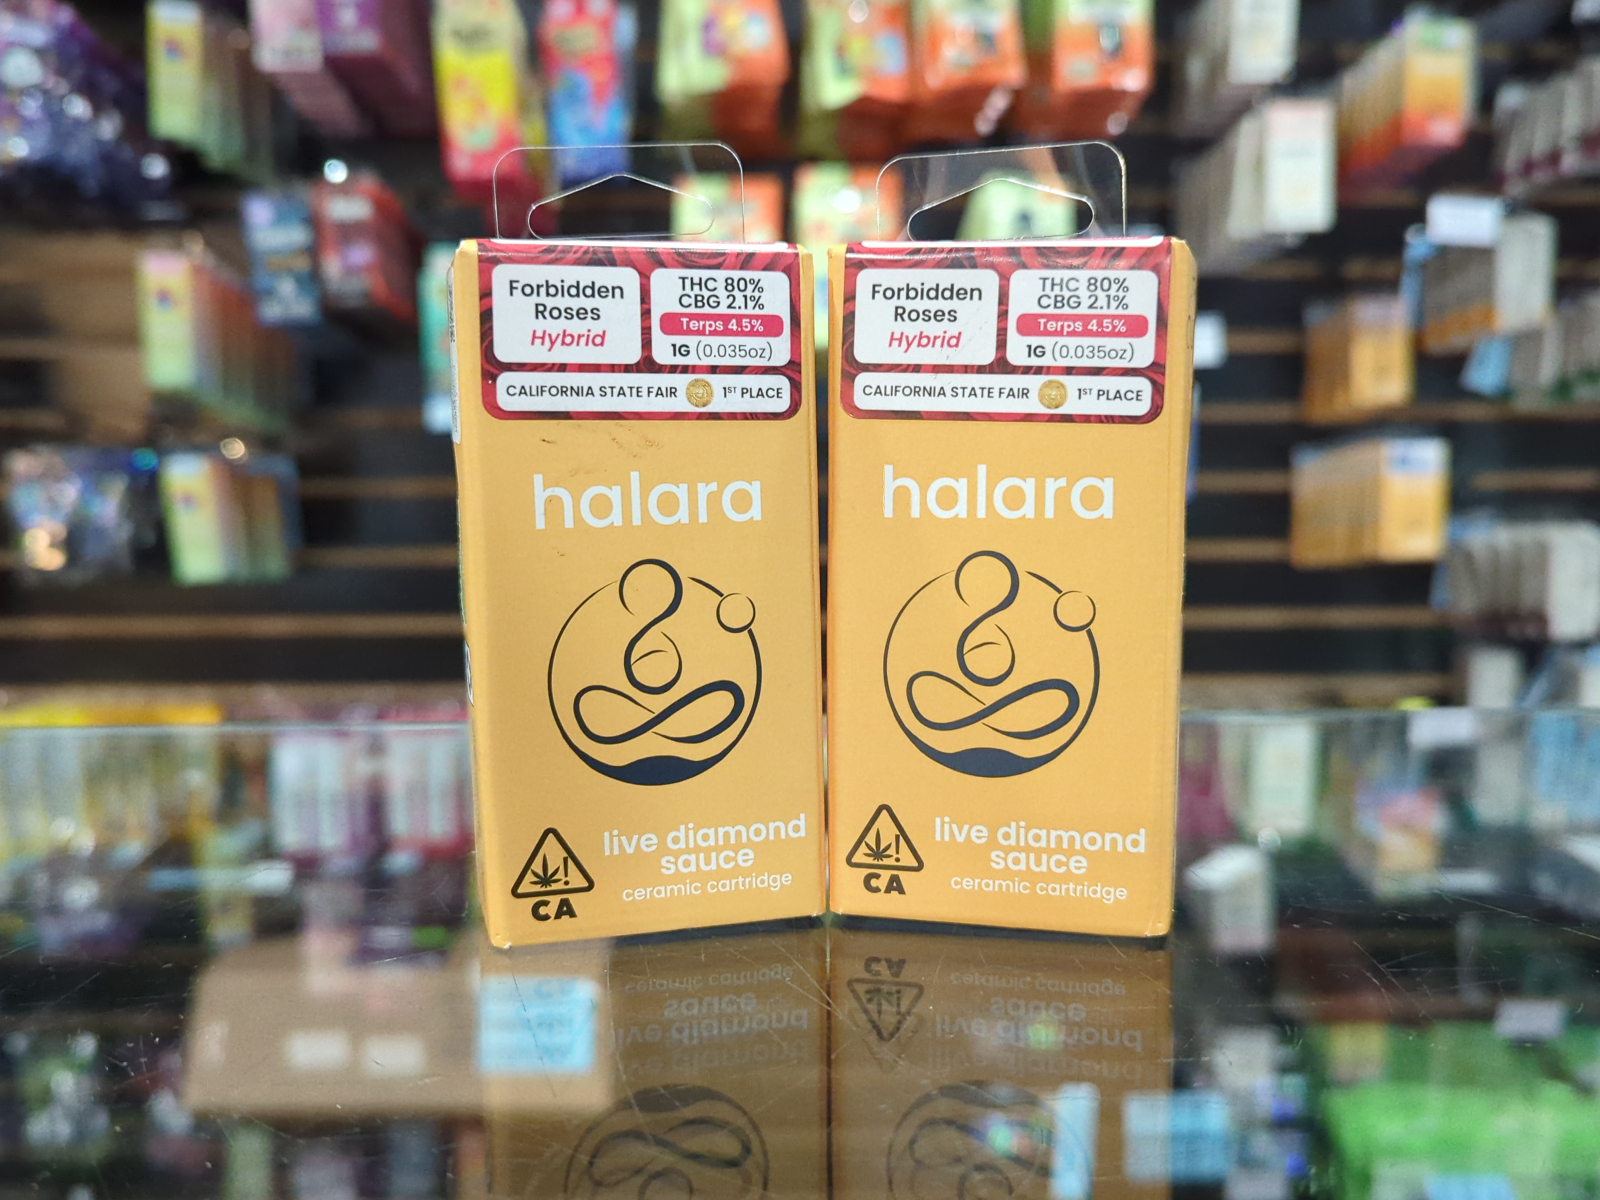 Forbidden
Roses
Hybrid
THC 80%
CBG 2.1%
Terps 4.5%
1G (0.035oz)
CALIFORNIA STATE FAIR 1ST PLACE
halara
CA
live diamond
sauce
ceramic cartridge
Forbidden
Roses
Hybrid
THC 80%
CBG 2.1%
Terps 4.5%
1G (0.035oz)
CALIFORNIA STATE FAIR 1ST PLACE
halara
CA
live diamond
sauce
ceramic cartridge